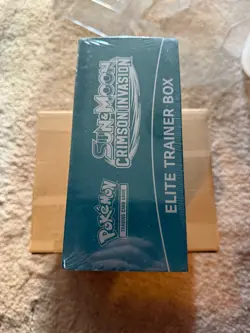 Pokémon
TRADING CARD GAME
SUN & MOON
CRIMSON INVASION
ELITE TRAINER BOX